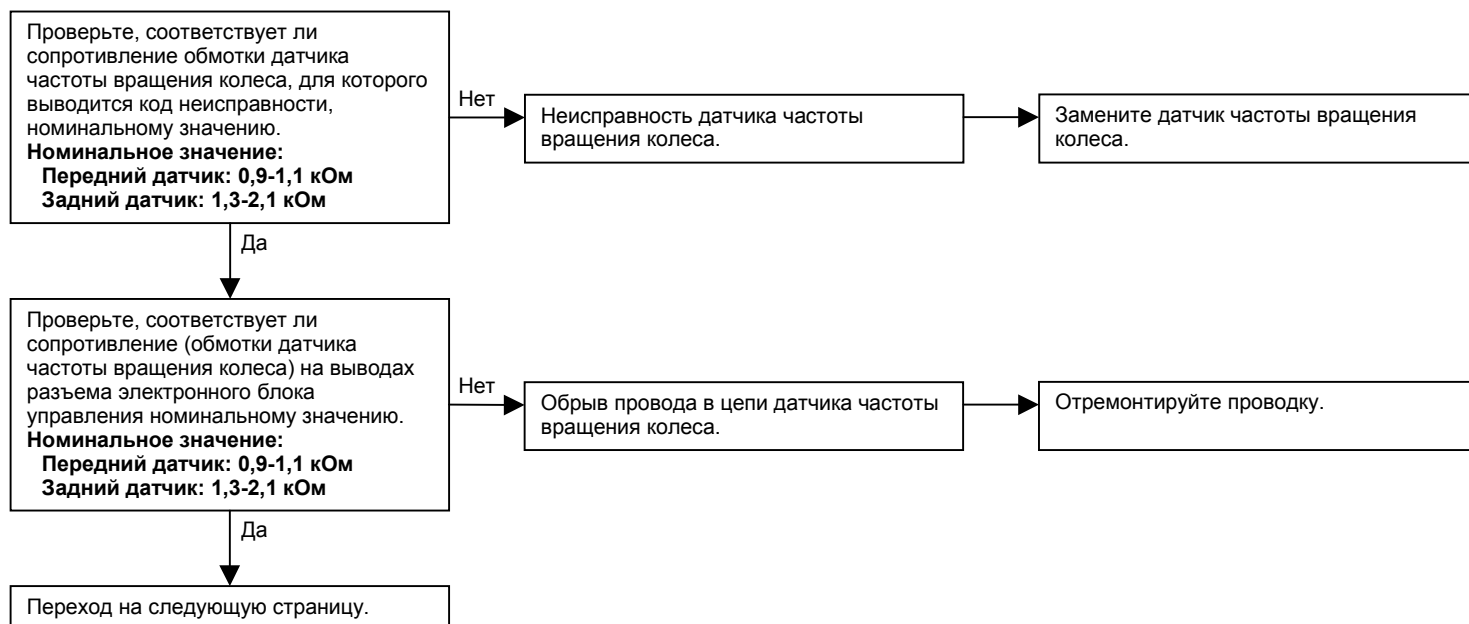 Проверьте, соответствует ли
сопротивление обмотки датчика
частоты вращения колеса, для которого
выводится код неисправности,
номинальному значению.
Номинальное значение:
Передний датчик: 0,9-1,1 кОм
Задний датчик: 1,3-2,1 кОм
Нет
Неисправность датчика частоты
вращения колеса.
Замените датчик частоты вращения
колеса.
Да
Проверьте, соответствует ли
сопротивление (обмотки датчика
частоты вращения колеса) на выводах
разъема электронного блока
управления номинальному значению.
Номинальное значение:
Передний датчик: 0,9-1,1 кОм
Задний датчик: 1,3-2,1 кОм
Нет
Обрыв провода в цепи датчика частоты
вращения колеса.
Отремонтируйте проводку.
Да
Переход на следующую страницу.